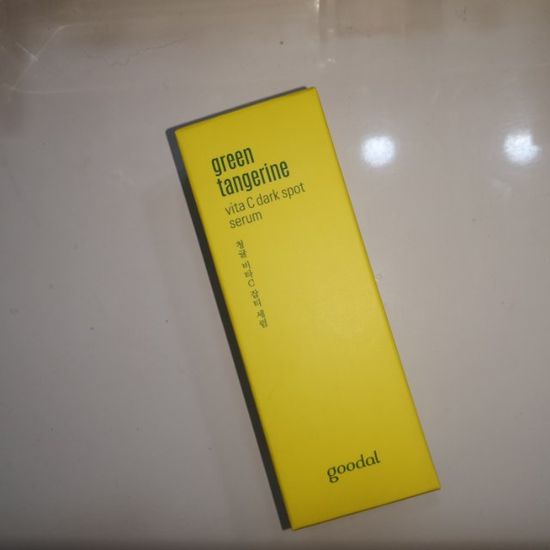 green
tangerine
vita C dark spot
serum
청귤 비타C 잡티 세럼
goodal